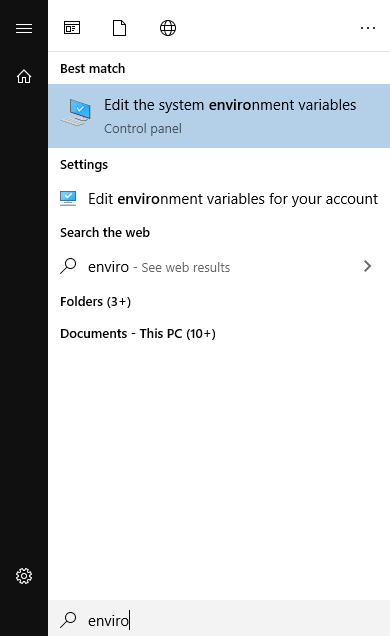 Best match
Edit the system environment variables
Control panel
Settings
Edit environment variables for your account
Search the web
enviro - See web results
Folders (3+)
Documents - This PC (10+)
enviro